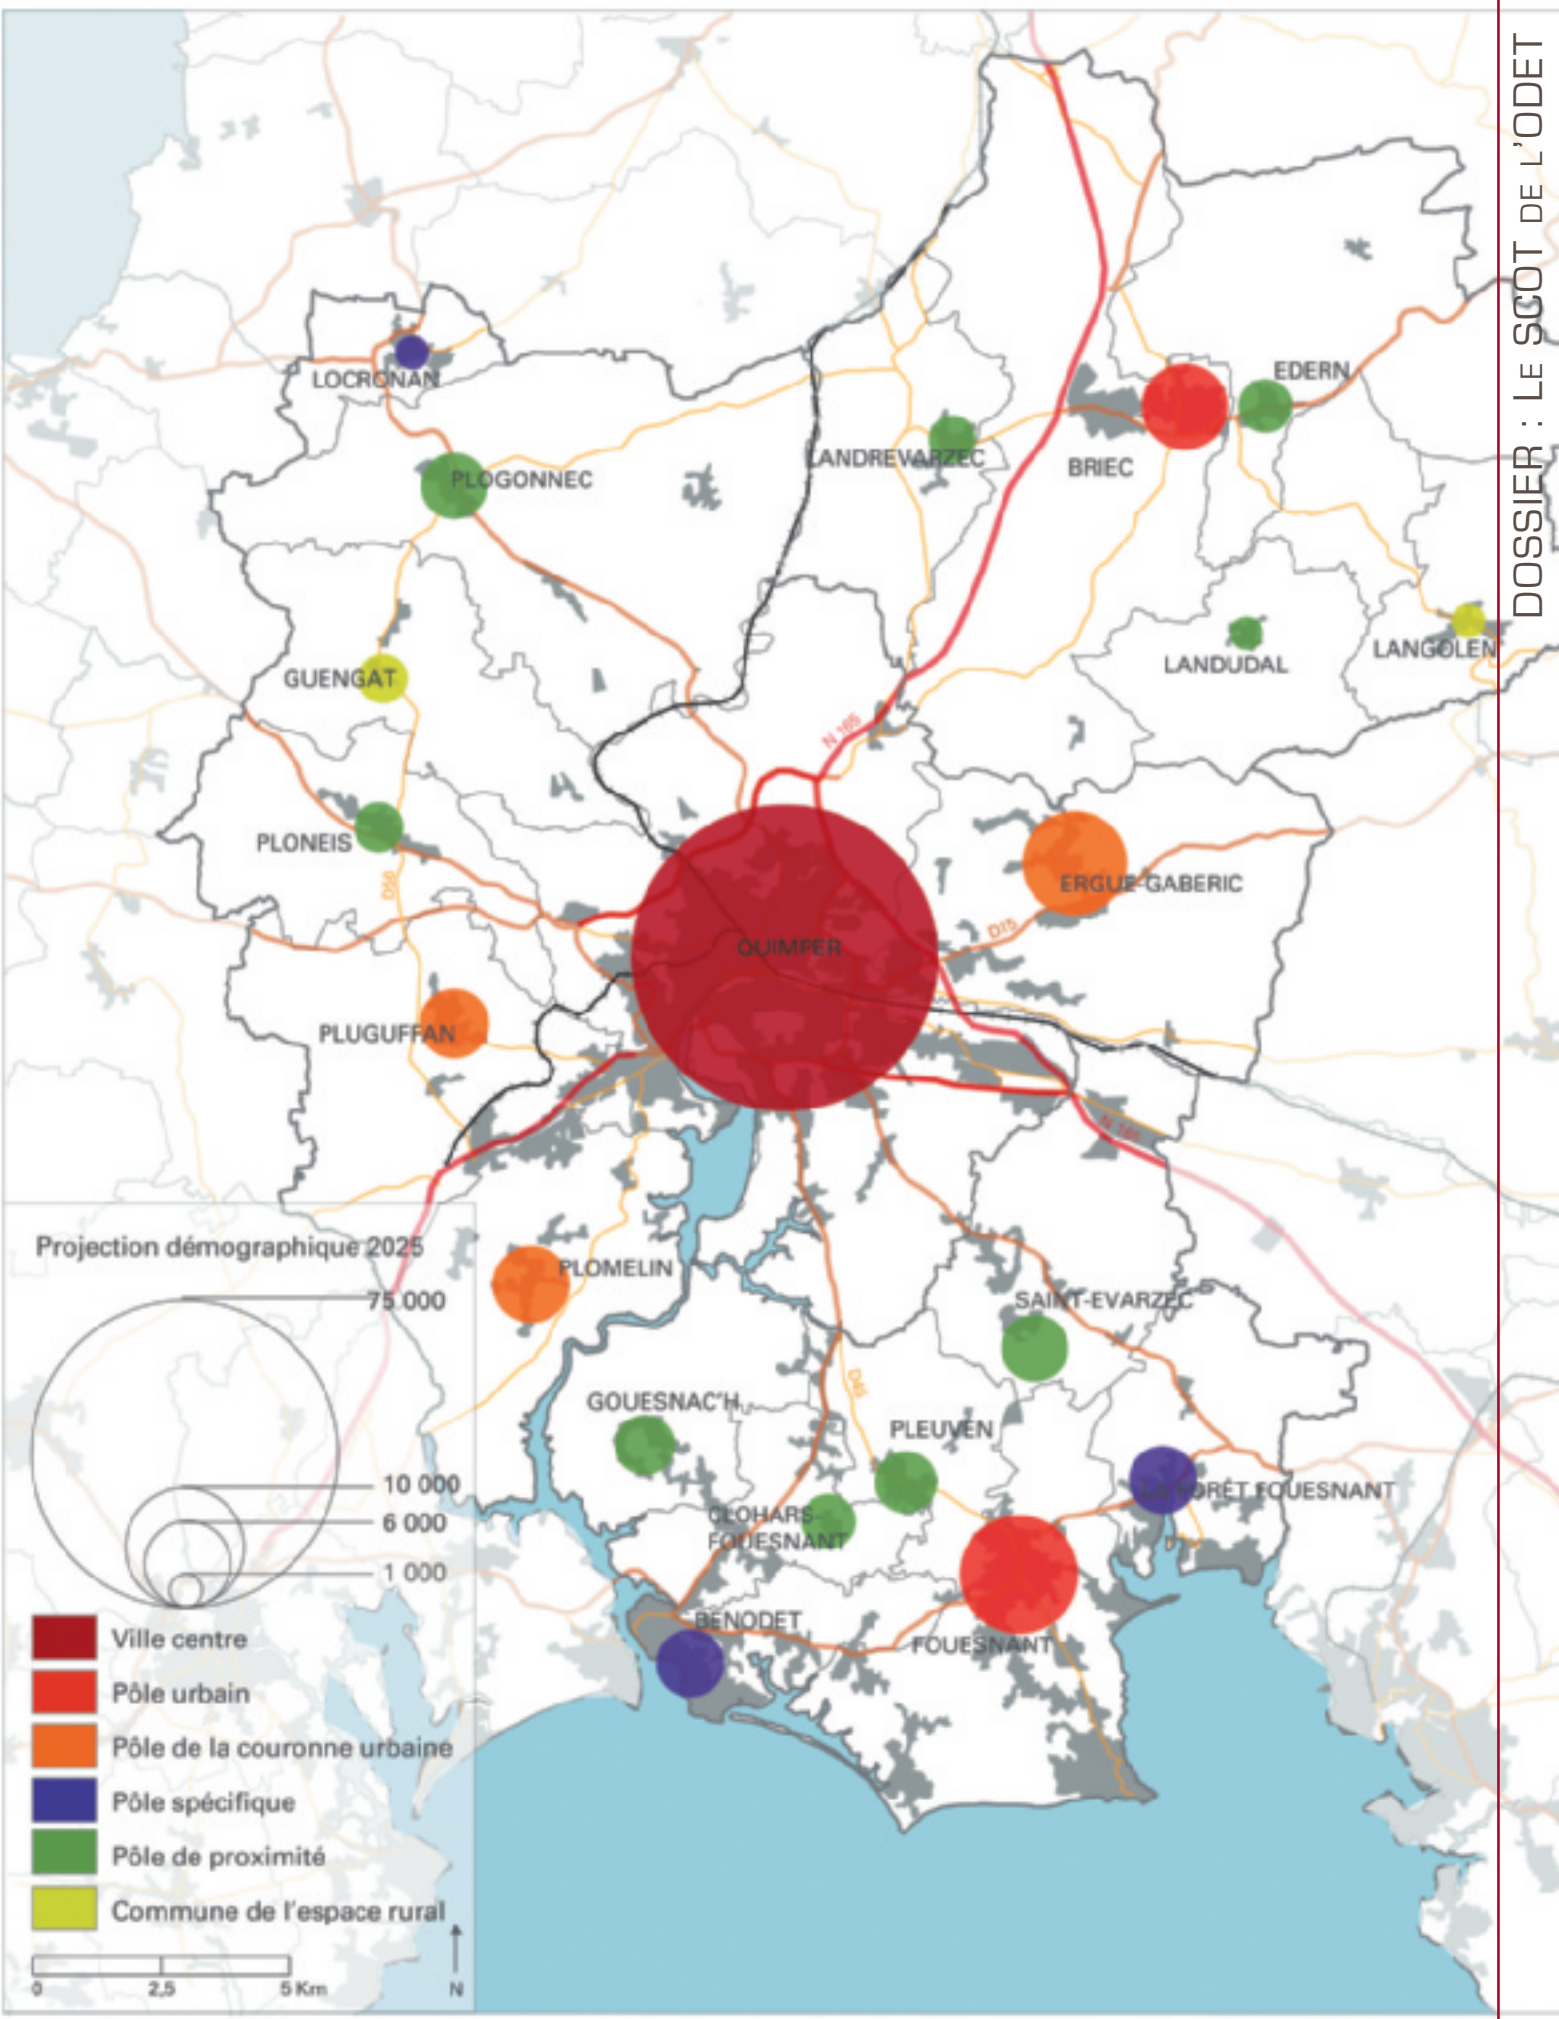 DOSSIER : LE SCOT DE L'ODET
LOCRONAN
EDERN
LANDREVARZEC
BRIEC
PLOGONNEC
LANGOLEN
LANDUDAL
GUENGAT
N 165
PLONEIS
D56
ERGUE-GABERIC
D15
QUIMPER
PLUGUFFAN
N 165
PLOMELIN
SAINT-EVARZEC
D45
GOUESNAC'H
PLEUVEN
LA FORÊT FOUESNANT
CLOHARS-
FOUESNANT
BENODET
FOUESNANT
Projection démographique 2025
75 000
10 000
6 000
1 000
Ville centre
Pôle urbain
Pôle de la couronne urbaine
Pôle spécifique
Pôle de proximité
Commune de l'espace rural
0 2,5 5 Km
N